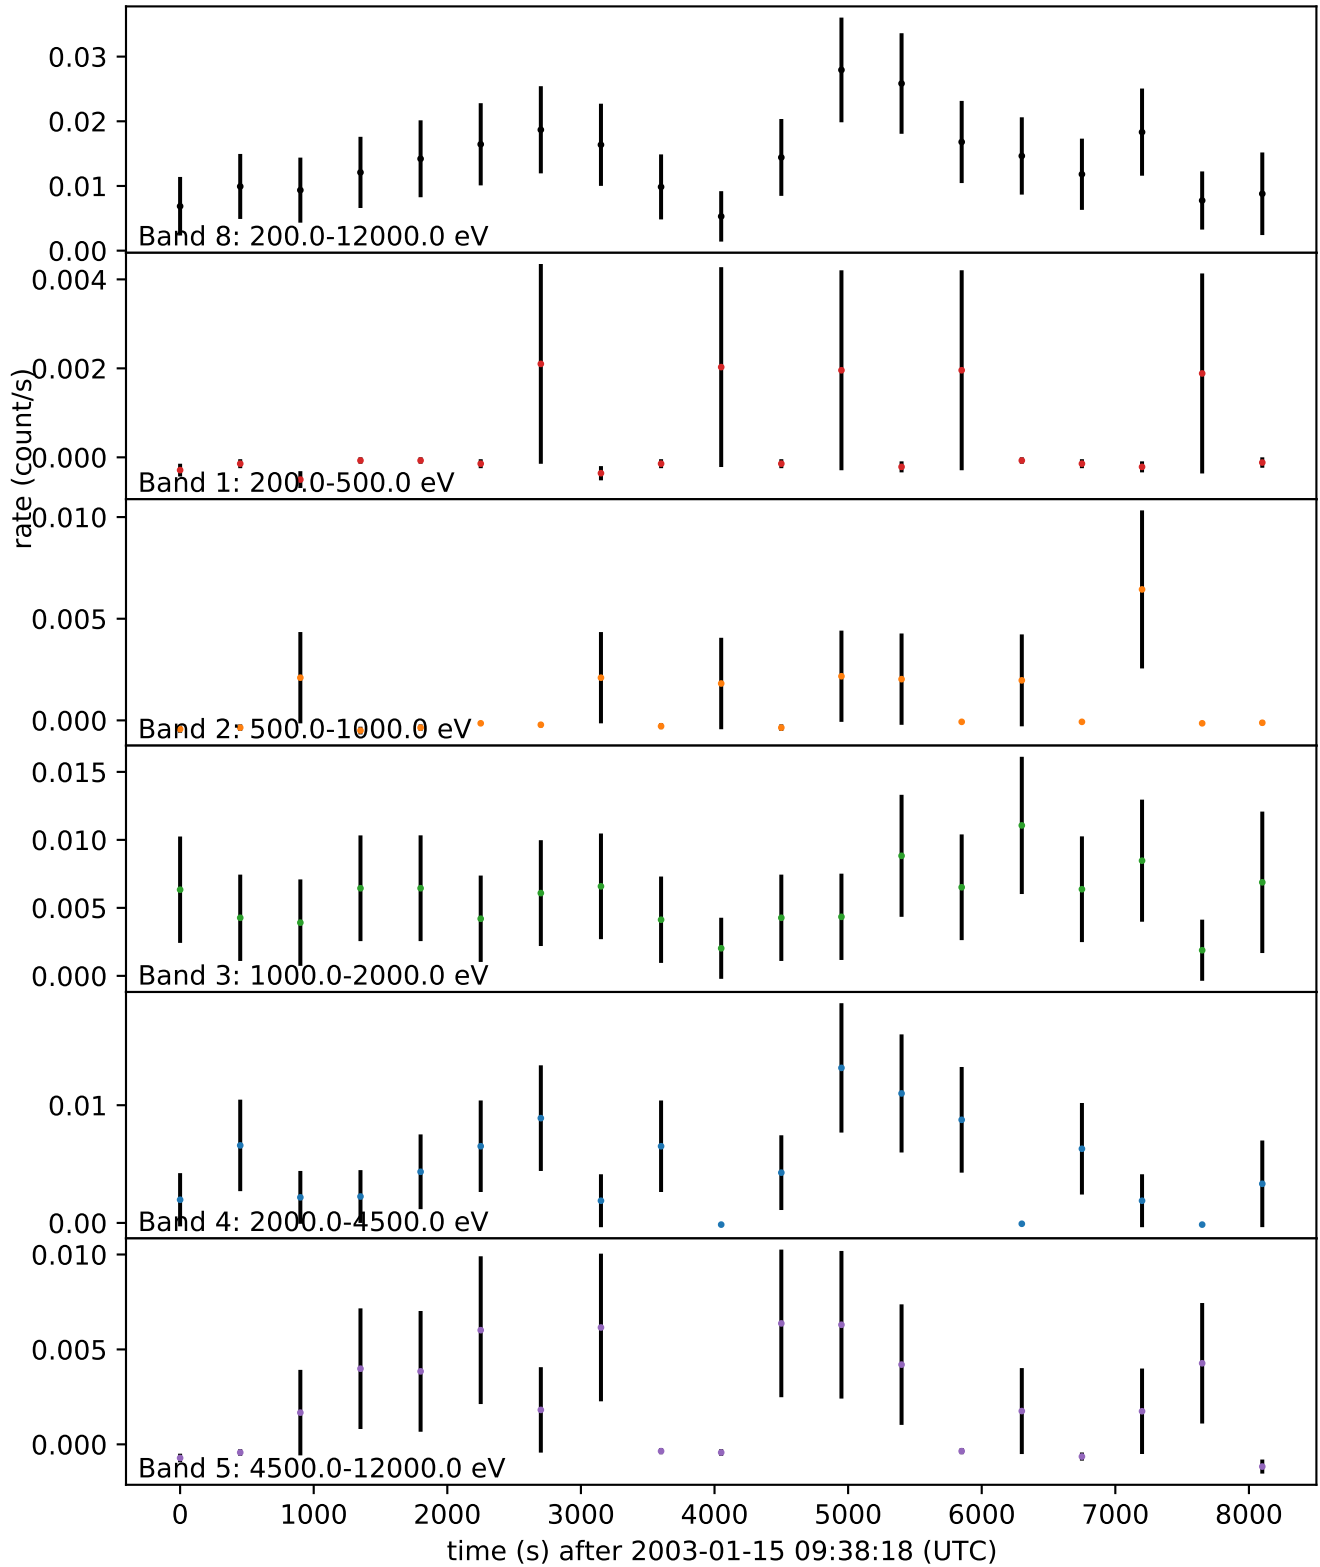 0.03
0.02
0.01
0.00
Band 8: 200.0-12000.0 eV
0.004
0.002
0.000
Band 1: 200.0-500.0 eV
rate (count/s)
0.010
0.005
0.000
Band 2: 500.0-1000.0 eV
0.015
0.010
0.005
0.000
Band 3: 1000.0-2000.0 eV
0.01
0.00
Band 4: 2000.0-4500.0 eV
0.010
0.005
0.000
Band 5: 4500.0-12000.0 eV
0 1000 2000 3000 4000 5000 6000 7000 8000
time (s) after 2003-01-15 09:38:18 (UTC)